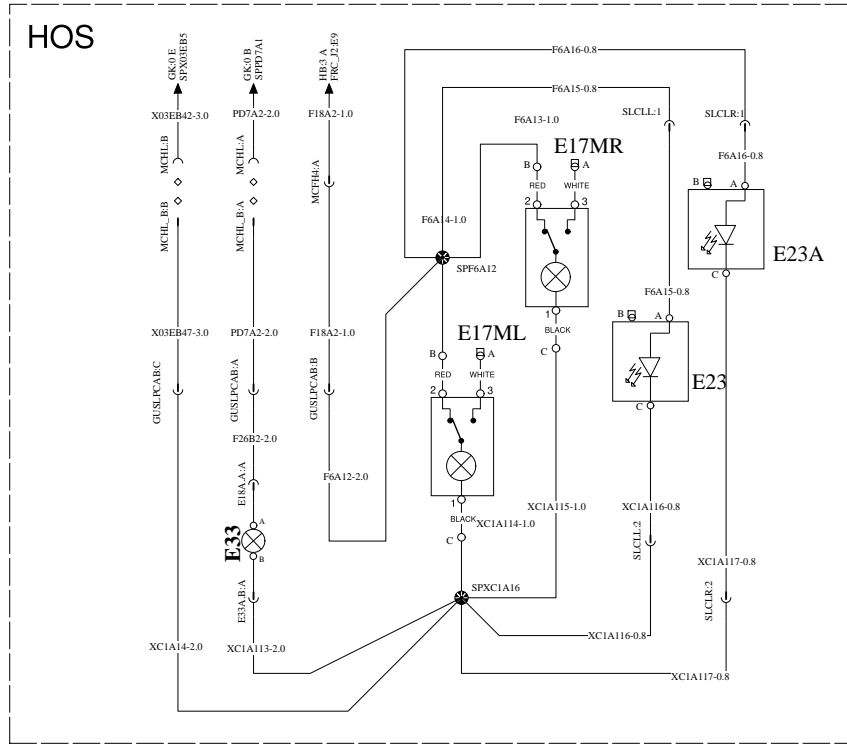 HOS
GK:0 E
SPX03EB5
GK:0 B
SPPD7A1
HB:3 A
FRC_J2:E9
X03EB42-3.0
PD7A2-2.0
F18A2-1.0
MCHL:B
MCHL:A
MCFH4:A
MCHL_B:B
MCHL_B:A
X03EB47-3.0
PD7A2-2.0
F18A2-1.0
GUSLPCAB:C
GUSLPCAB:A
GUSLPCAB:B
F26B2-2.0
E18A.A:A
F6A12-2.0
E33
A
B
E33A.B:A
XC1A14-2.0
XC1A113-2.0
F6A16-0.8
F6A15-0.8
F6A13-1.0
SLCLL:1
SLCLR:1
E17MR
F6A16-0.8
B
A
RED
WHITE
2
3
B
A
F6A14-1.0
SPF6A12
E23A
C
1
BLACK
C
F6A15-0.8
B
A
E17ML
B
A
RED
WHITE
2
3
E23
C
1
BLACK
XC1A114-1.0
C
XC1A115-1.0
XC1A116-0.8
SLCLL:2
XC1A117-0.8
SPXC1A16
SLCLR:2
XC1A116-0.8
XC1A117-0.8